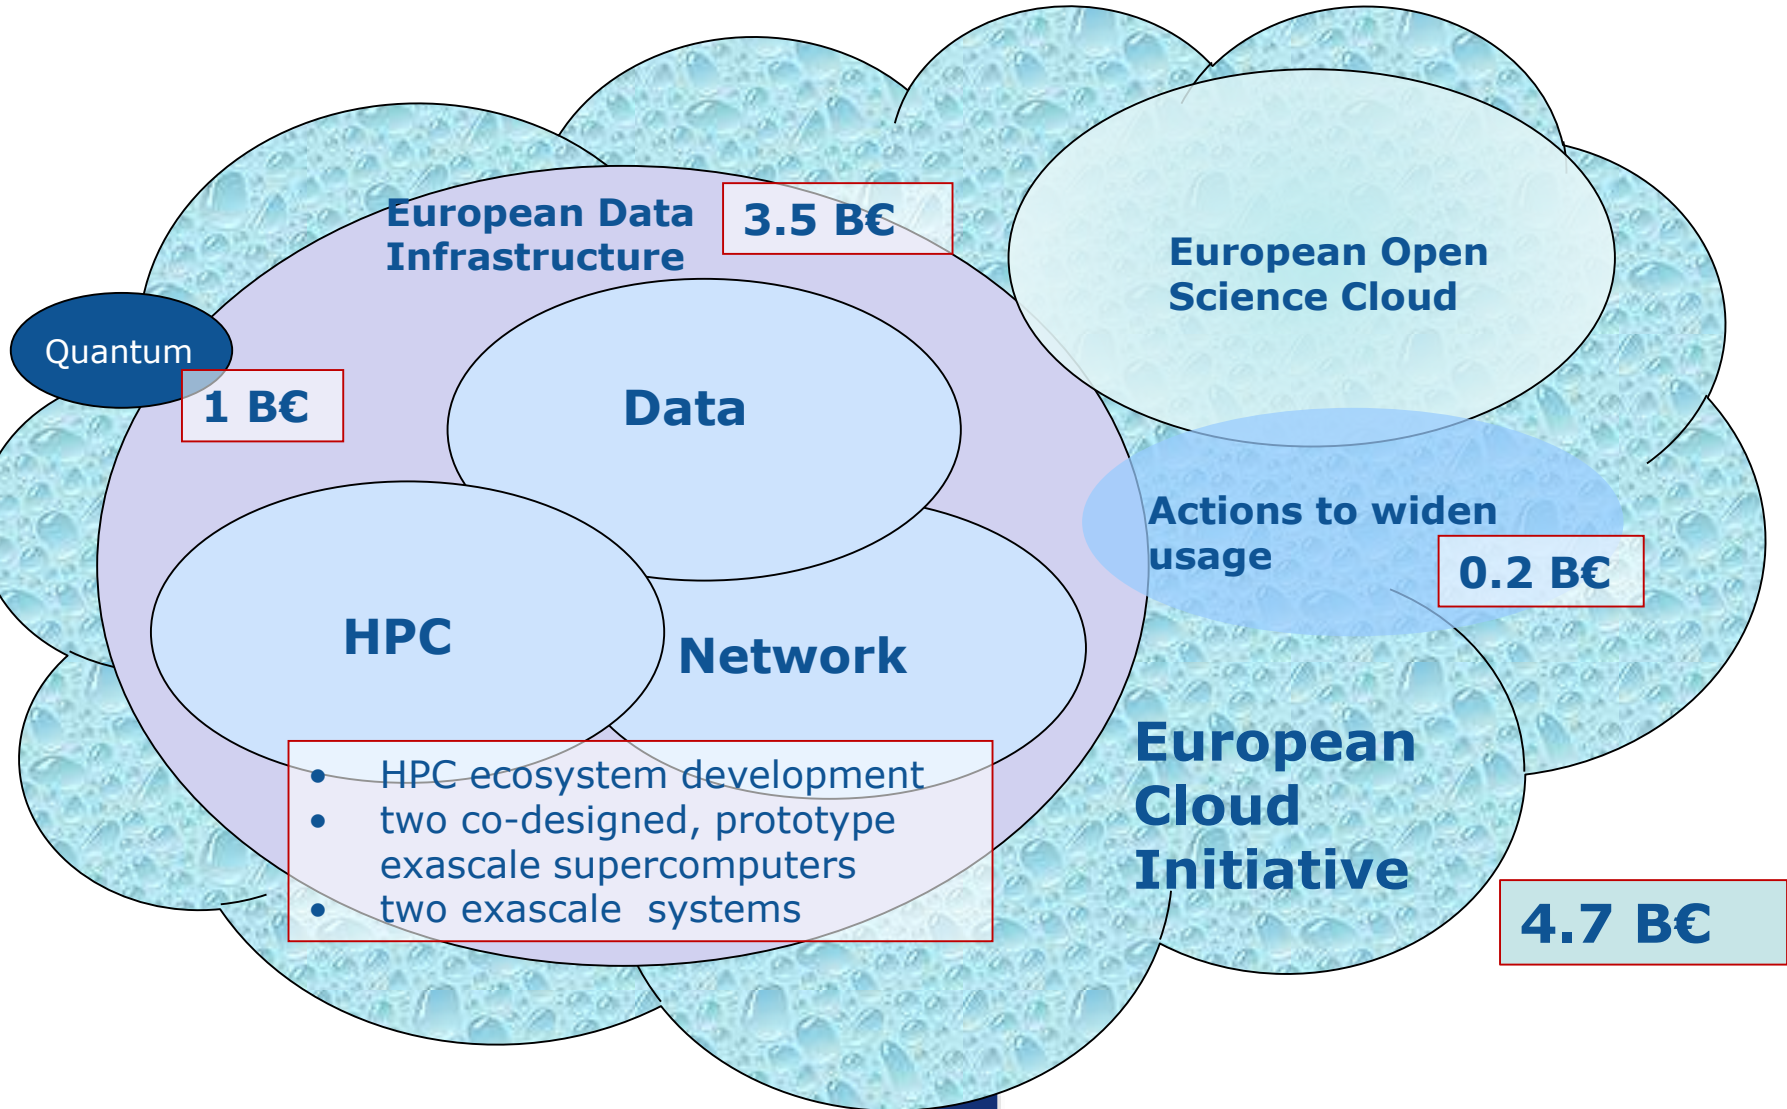 European Data
Infrastructure
3.5 B€
European Open
Science Cloud
Quantum
1 B€
Data
Actions to widen
usage
0.2 B€
HPC
Network
European
Cloud
Initiative
4.7 B€
• HPC ecosystem development
• two co-designed, prototype
exascale supercomputers
• two exascale  systems